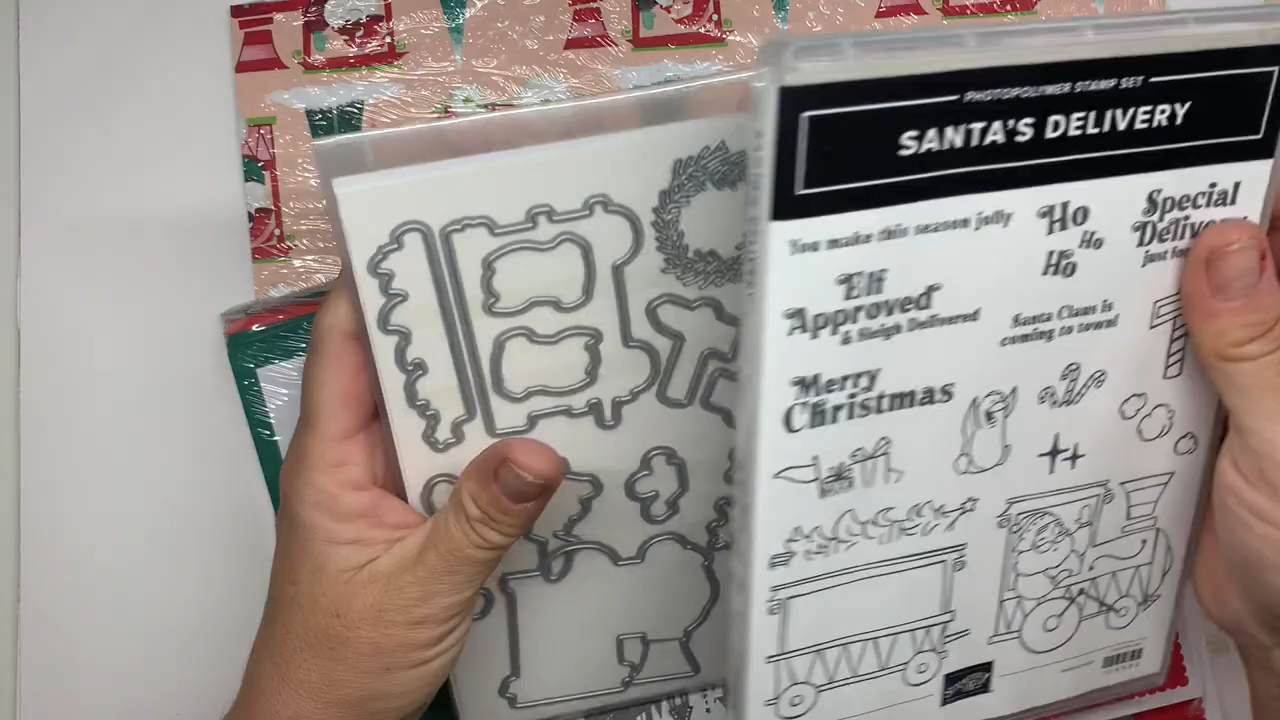 PHOTOPOLYMER STAMP SET
SANTA'S DELIVERY
You make this season jolly
Ho
Ho
Ho
Special
just
Elf
Approved
& Sleigh Delivered
Santa Claus is
coming to town!
Merry
Christmas